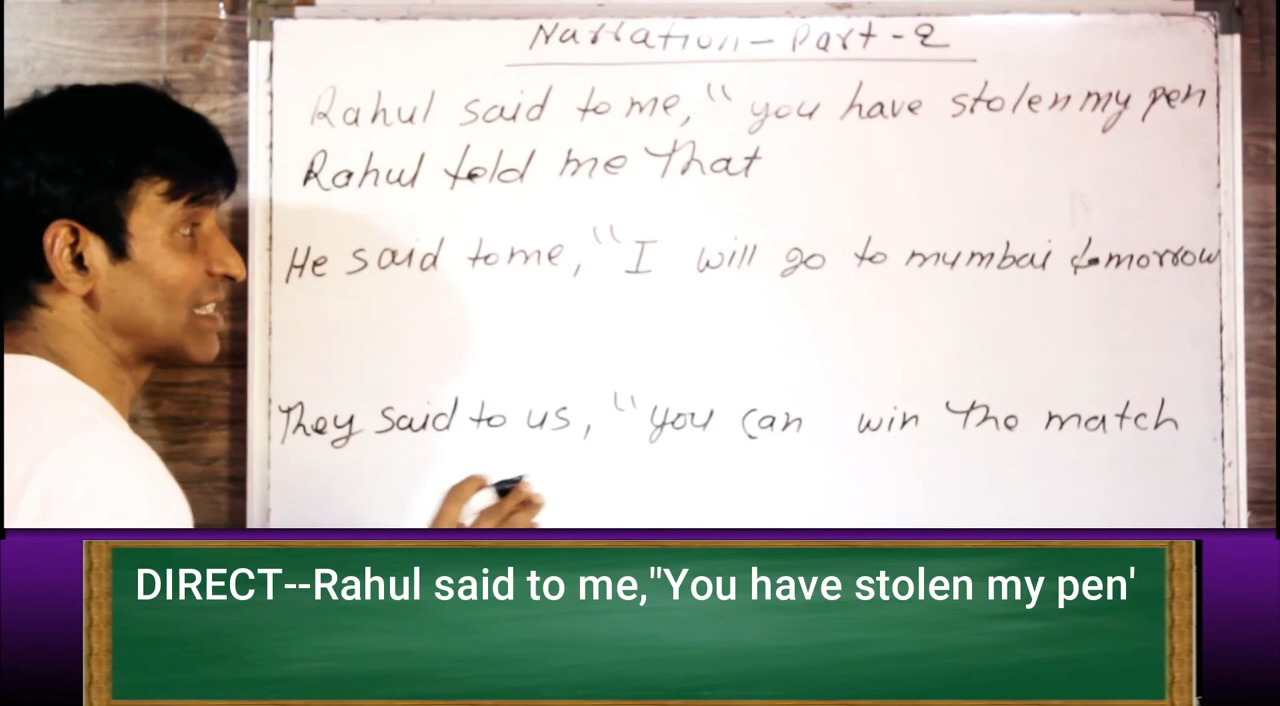 Narration - Part - 2
Rahul said to me, " you have stolen my pen
Rahul told me that
He said to me, " I will go to mumbai tomorrow
They said to us, " you can win the match
DIRECT--Rahul said to me,"You have stolen my pen'